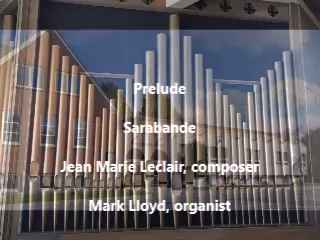 Prelude
Sarabande
Jean Marie Leclair, composer
Mark Lloyd, organist